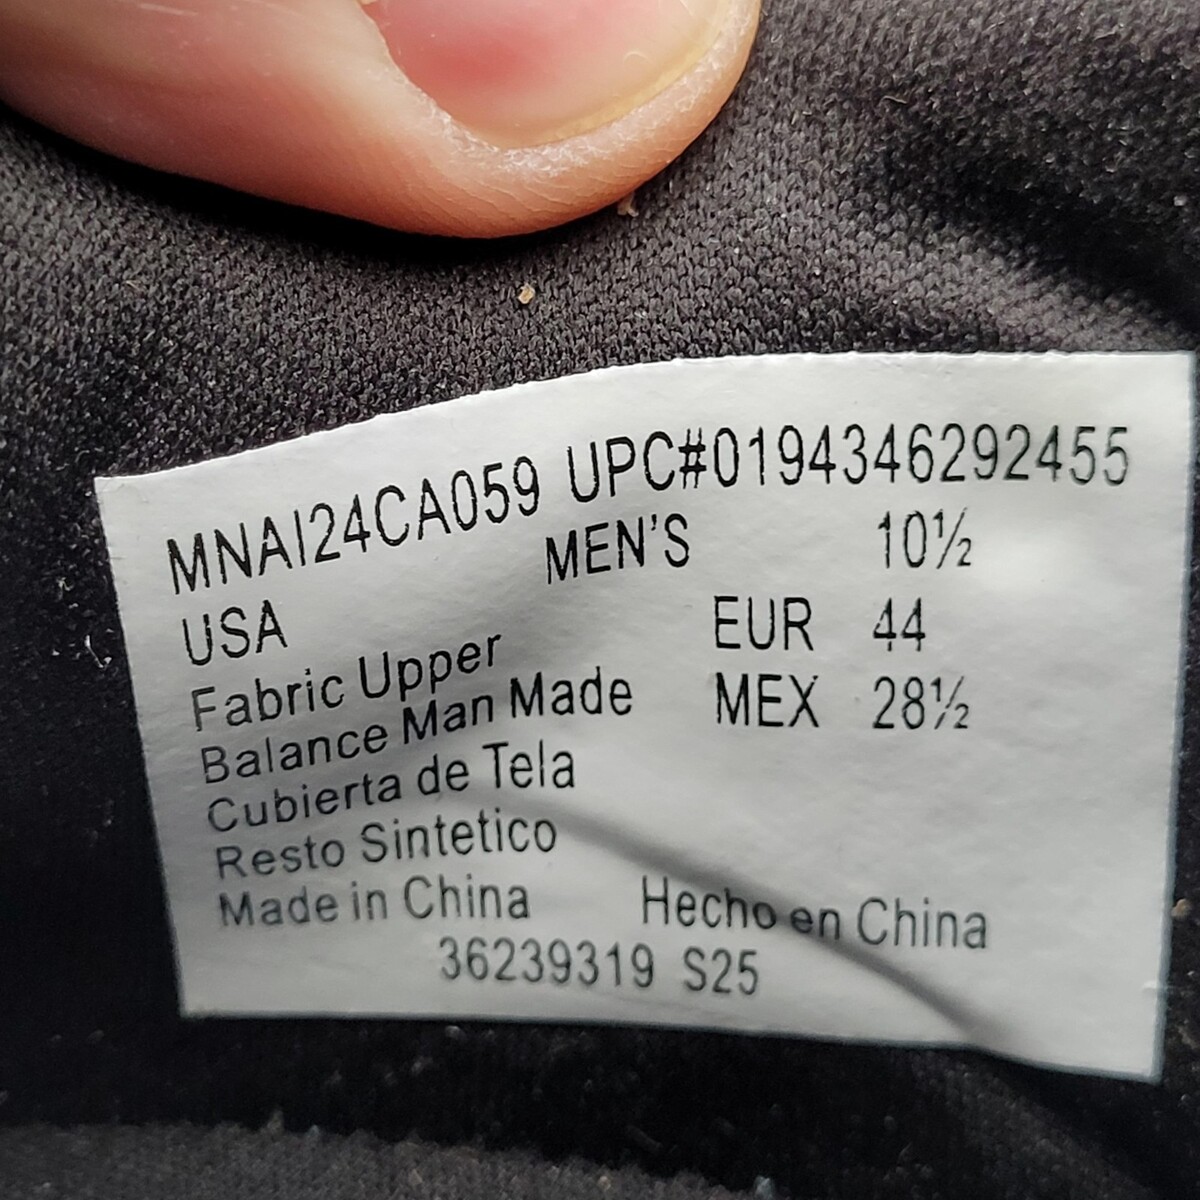 MNAI24CA059 UPC#0194346292455
USA MEN'S 10½
Fabric Upper EUR 44
Balance Man Made MEX 28½
Cubierta de Tela
Resto Sintetico
Made in China Hecho en China
36239319 S25